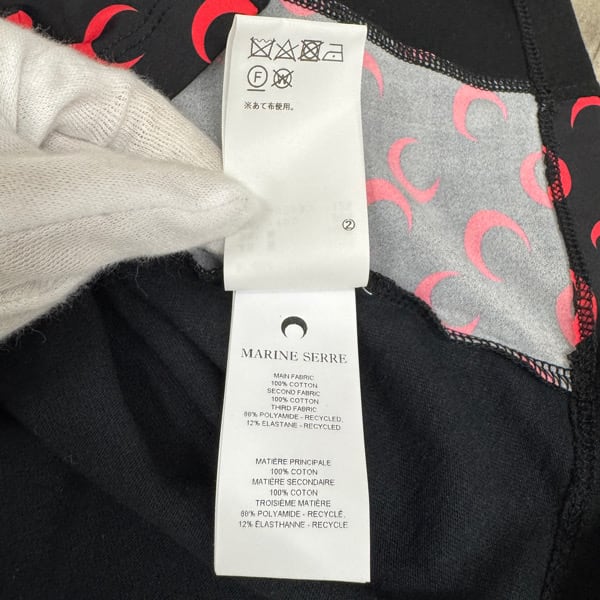 F
W
※あて布使用。
②
MARINE SERRE
MAIN FABRIC
100% COTTON
SECOND FABRIC
100% COTTON
THIRD FABRIC
88% POLYAMIDE - RECYCLED,
12% ELASTANE - RECYCLED
MATIÈRE PRINCIPALE
100% COTON
MATIÈRE SECONDAIRE
100% COTON
TROISIÈME MATIÈRE
88% POLYAMIDE - RECYCLÉ,
12% ÉLASTHANNE - RECYCLÉ